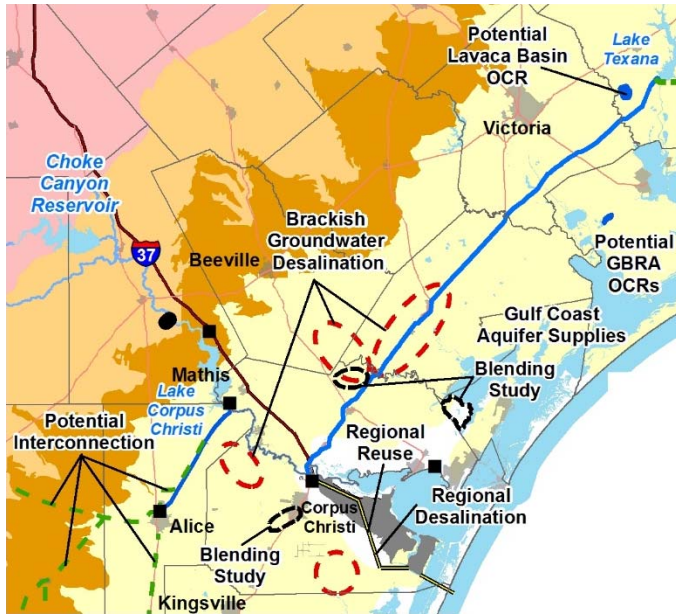 Potential
Lavaca Basin
OCR
Lake
Texana
Victoria
Choke
Canyon
Reservoir
Brackish
Groundwater
Desalination
37
Beeville
Potential
GBRA
OCRs
Gulf Coast
Aquifer Supplies
Blending
Study
Mathis
Lake
Corpus
Christi
Potential
Interconnection
Regional
Reuse
Regional
Desalination
Corpus
Christi
Alice
Blending
Study
Kingsville